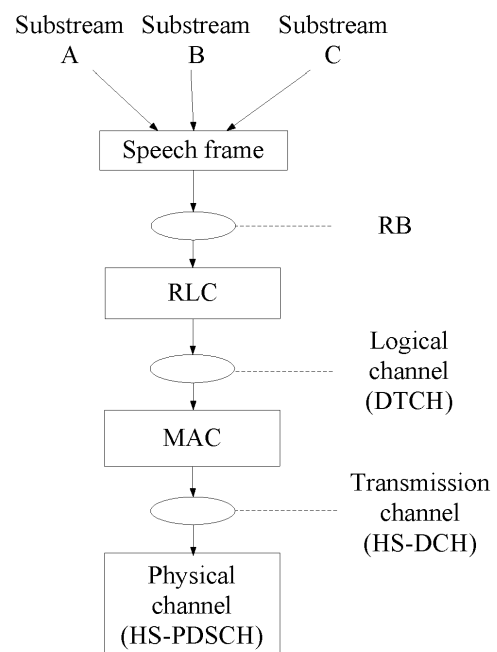 Substream Substream Substream
A B C
Speech frame
RB
RLC
Logical
channel
(DTCH)
MAC
Transmission
channel
(HS-DCH)
Physical
channel
(HS-PDSCH)